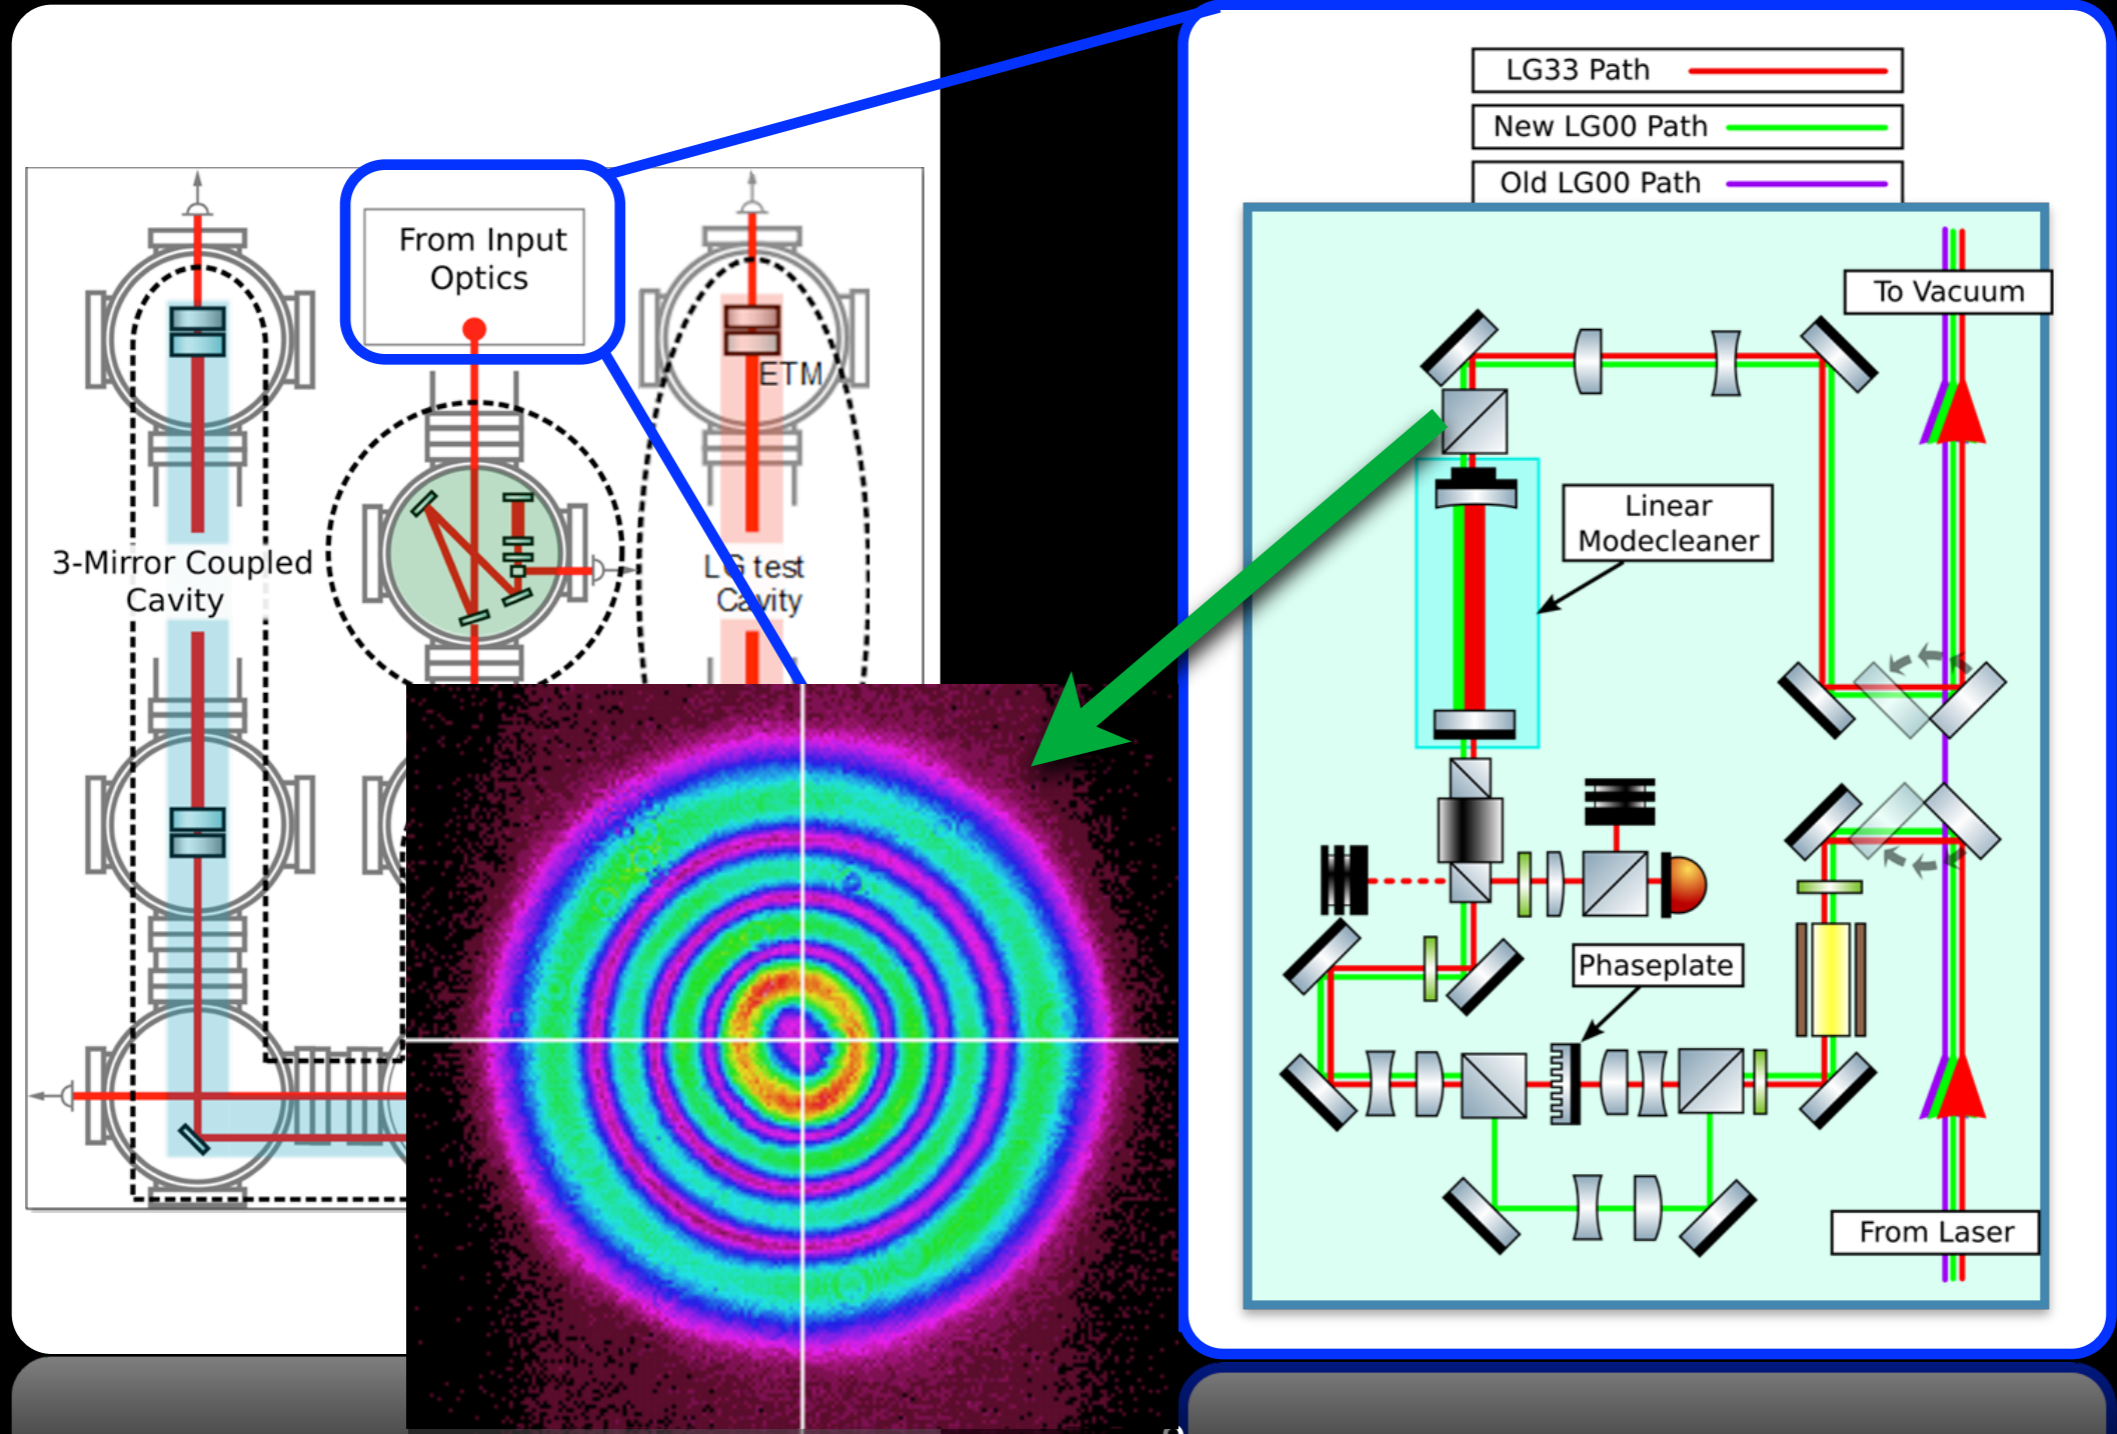 From Input
Optics
ETM
3-Mirror Coupled
Cavity
LG test
Cavity
LG33 Path
New LG00 Path
Old LG00 Path
To Vacuum
Linear
Modecleaner
Phaseplate
From Laser